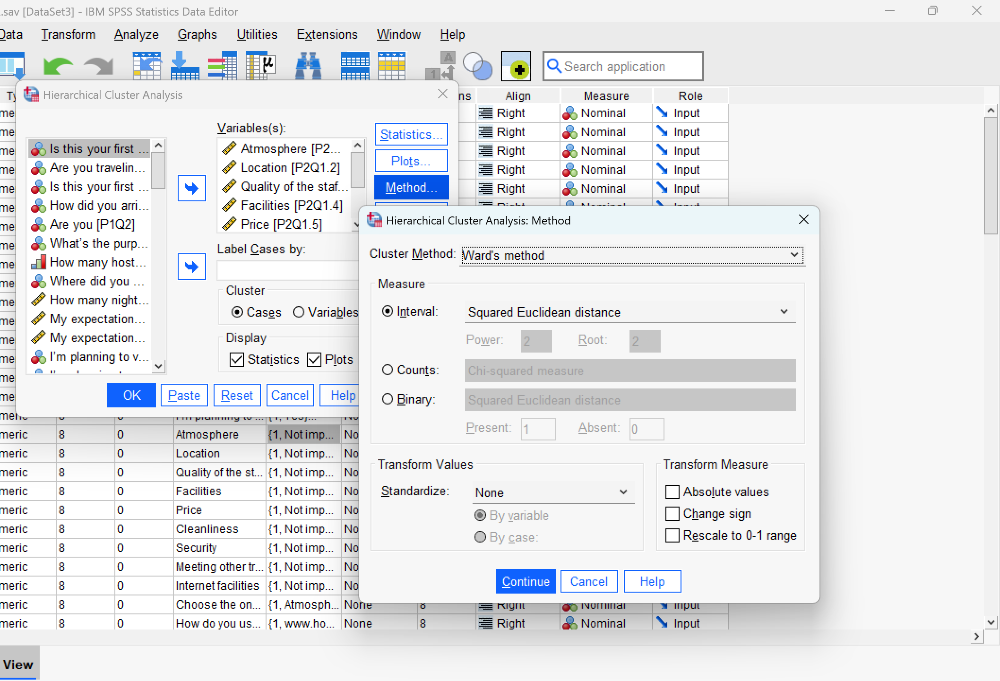 .sav [DataSet3] - IBM SPSS Statistics Data Editor
Data Transform Analyze Graphs Utilities Extensions Window Help
Search application
Hierarchical Cluster Analysis
Align Measure Role
Right Nominal Input
Right Nominal Input
Right Nominal Input
Right Nominal Input
Right Nominal Input
Variables(s):
Is this your first ...
Are you travelin...
Is this your first ...
How did you arri...
Are you [P1Q2]
What's the purp...
How many host...
Where did you ...
How many night...
My expectation...
My expectation...
I'm planning to v...
Atmosphere [P2...
Location [P2Q1.2]
Quality of the staf...
Facilities [P2Q1.4]
Price [P2Q1.5]
Statistics...
Plots...
Method...
Label Cases by:
Cluster
Cases Variables
Display
Statistics Plots
OK Paste Reset Cancel Help
Hierarchical Cluster Analysis: Method
Cluster Method: Ward's method
Measure
Interval: Squared Euclidean distance
Power: 2 Root: 2
Counts: Chi-squared measure
Binary: Squared Euclidean distance
Present: 1 Absent: 0
Transform Values
Standardize: None
By variable
By case:
Transform Measure
Absolute values
Change sign
Rescale to 0-1 range
Continue Cancel Help
meric 8 0 Atmosphere {1, Not imp... No
meric 8 0 Location {1, Not imp... No
meric 8 0 Quality of the st... {1, Not imp... No
meric 8 0 Facilities {1, Not imp... No
meric 8 0 Price {1, Not imp... No
meric 8 0 Cleanliness {1, Not imp... No
meric 8 0 Security {1, Not imp... No
meric 8 0 Meeting other tr... {1, Not imp... No
meric 8 0 Internet facilities {1, Not imp... No
meric 8 0 Choose the on... {1, Atmosph... None 8 Right Nominal Input
meric 8 0 How do you us... {1, www.ho... None 8 Right Nominal Input
View